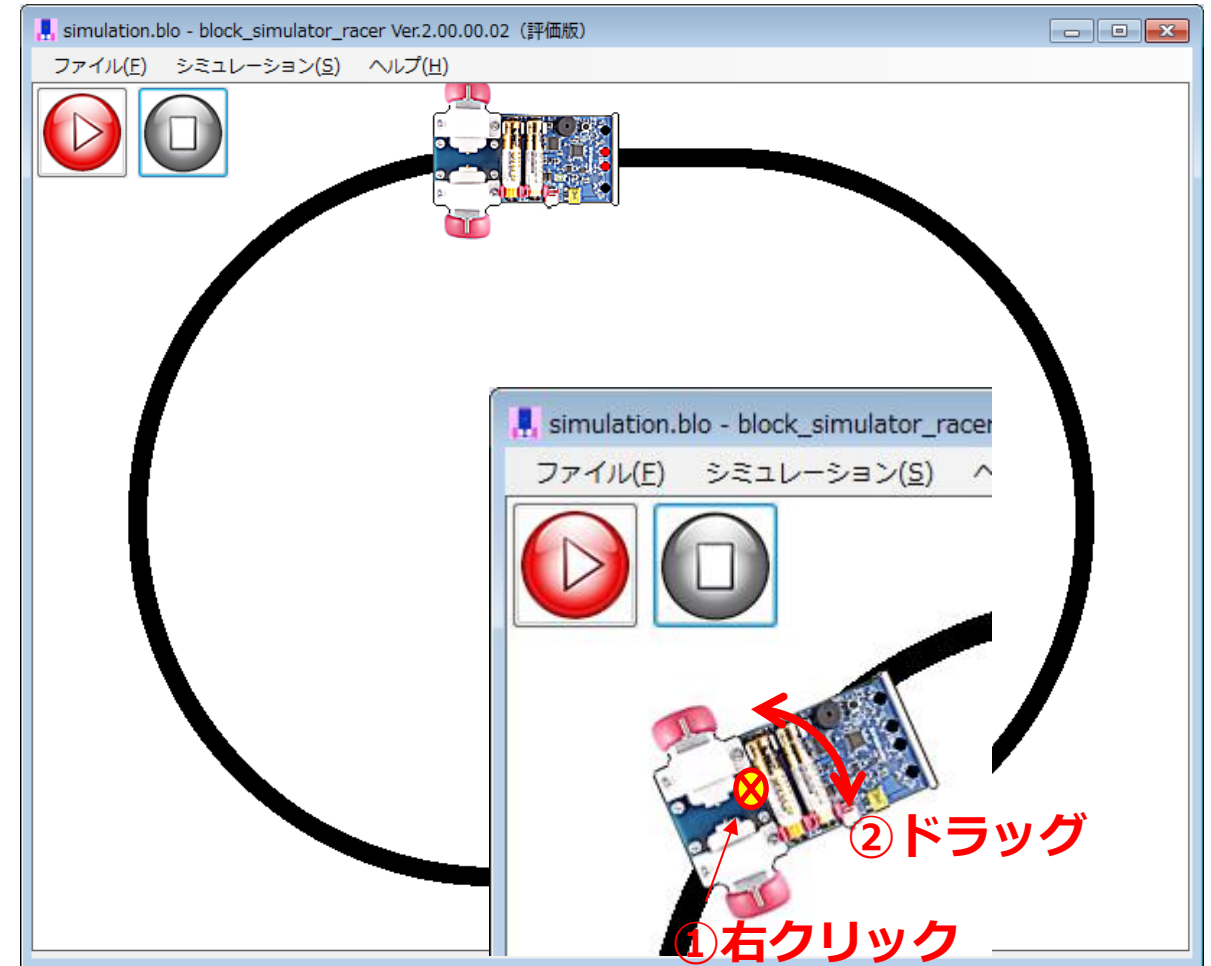 simulation.blo - block_simulator_racer Ver.2.00.00.02（評価版）
ファイル(F) シミュレーション(S) ヘルプ(H)
simulation.blo - block_simulator_racer
ファイル(F) シミュレーション(S) ヘ
②ドラッグ
①右クリック